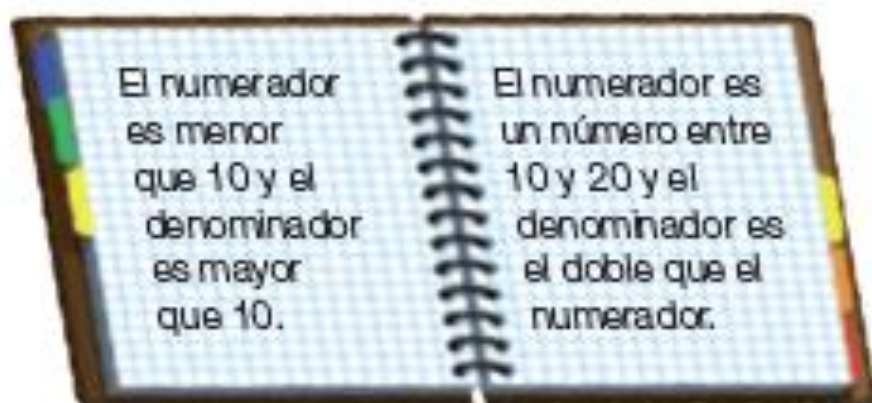 El numerador
es menor
que 10 y el
denominador
es mayor
que 10.
El numerador es
un número entre
10 y 20 y el
denominador es
el doble que el
numerador.